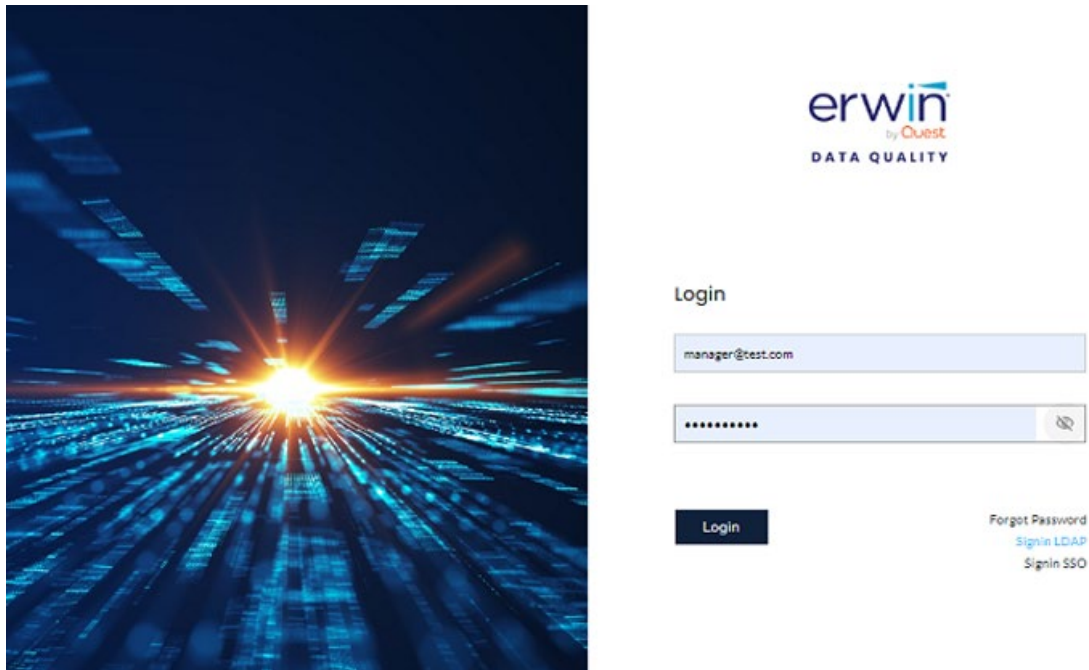 erwin
by Quest
DATA QUALITY
Login
manager@test.com
••••••••••
Login
Forgot Password
Signin LDAP
Signin SSO